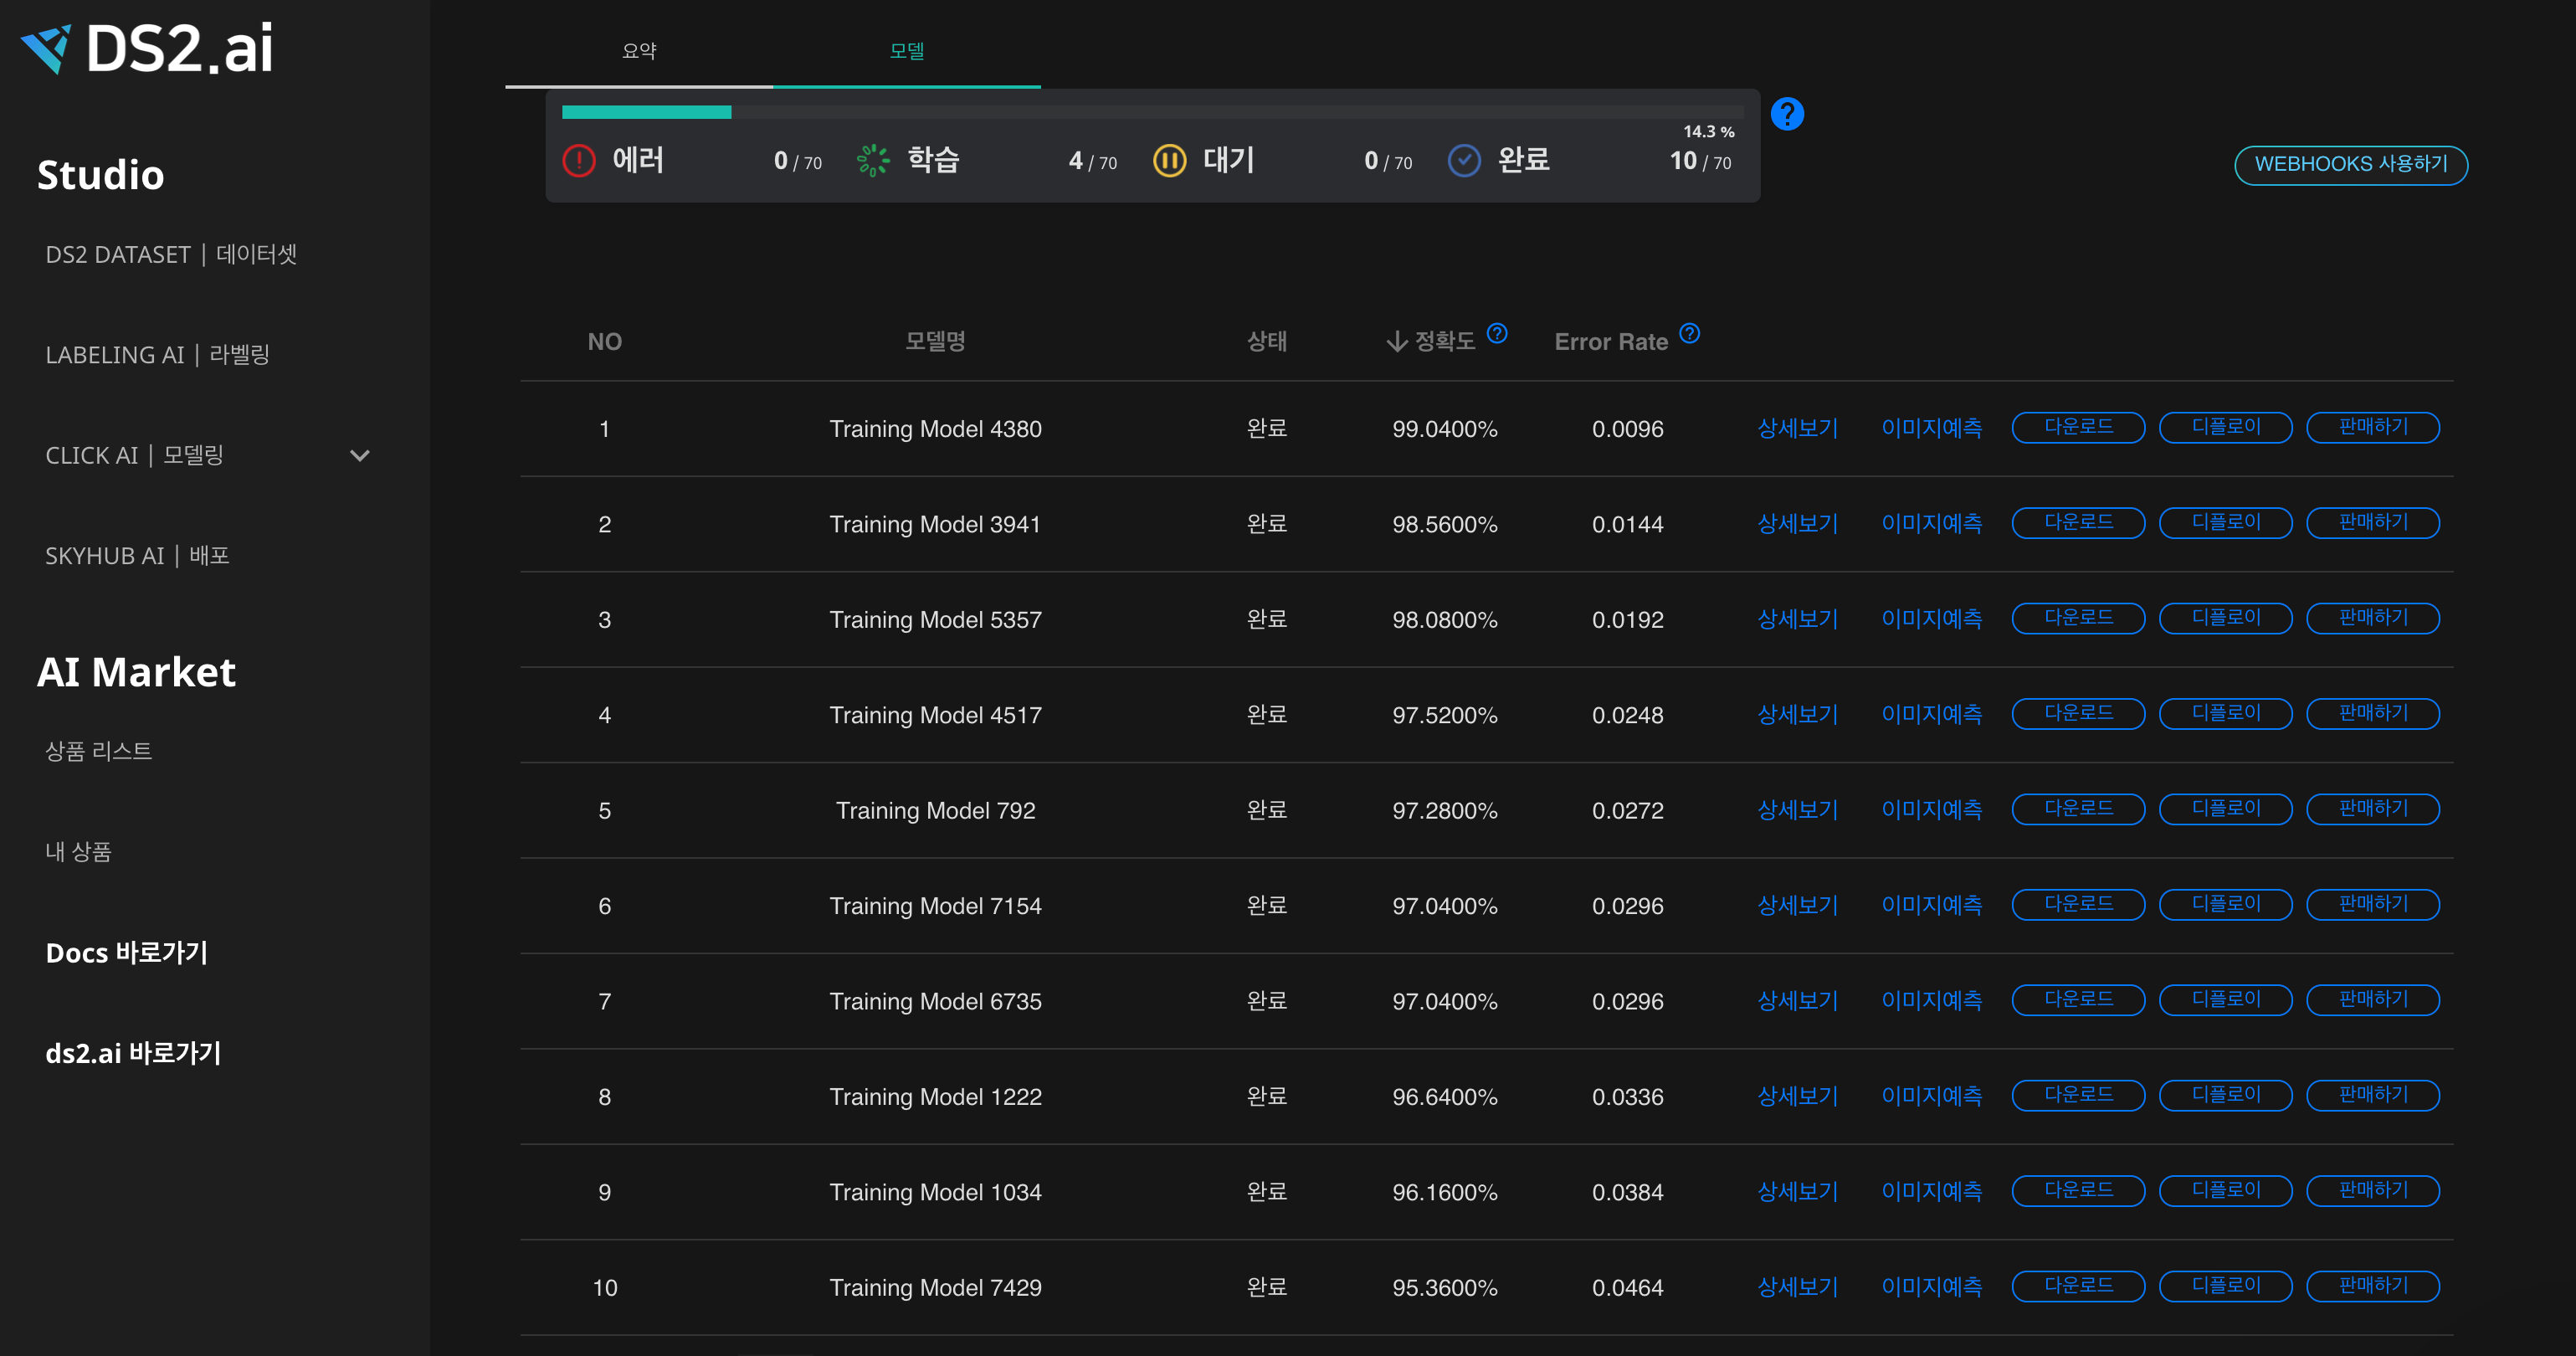 DS2.ai
Studio
DS2 DATASET | 데이터셋
LABELING AI | 라벨링
CLICK AI | 모델링
SKYHUB AI | 배포
AI Market
상품 리스트
내 상품
Docs 바로가기
ds2.ai 바로가기
요약 모델
14.3 %
에러 0 / 70 학습 4 / 70 대기 0 / 70 완료 10 / 70
?
WEBHOOKS 사용하기
NO 모델명 상태 ↓ 정확도 ? Error Rate ?
1 Training Model 4380 완료 99.0400% 0.0096 상세보기 이미지예측 다운로드 디플로이 판매하기
2 Training Model 3941 완료 98.5600% 0.0144 상세보기 이미지예측 다운로드 디플로이 판매하기
3 Training Model 5357 완료 98.0800% 0.0192 상세보기 이미지예측 다운로드 디플로이 판매하기
4 Training Model 4517 완료 97.5200% 0.0248 상세보기 이미지예측 다운로드 디플로이 판매하기
5 Training Model 792 완료 97.2800% 0.0272 상세보기 이미지예측 다운로드 디플로이 판매하기
6 Training Model 7154 완료 97.0400% 0.0296 상세보기 이미지예측 다운로드 디플로이 판매하기
7 Training Model 6735 완료 97.0400% 0.0296 상세보기 이미지예측 다운로드 디플로이 판매하기
8 Training Model 1222 완료 96.6400% 0.0336 상세보기 이미지예측 다운로드 디플로이 판매하기
9 Training Model 1034 완료 96.1600% 0.0384 상세보기 이미지예측 다운로드 디플로이 판매하기
10 Training Model 7429 완료 95.3600% 0.0464 상세보기 이미지예측 다운로드 디플로이 판매하기